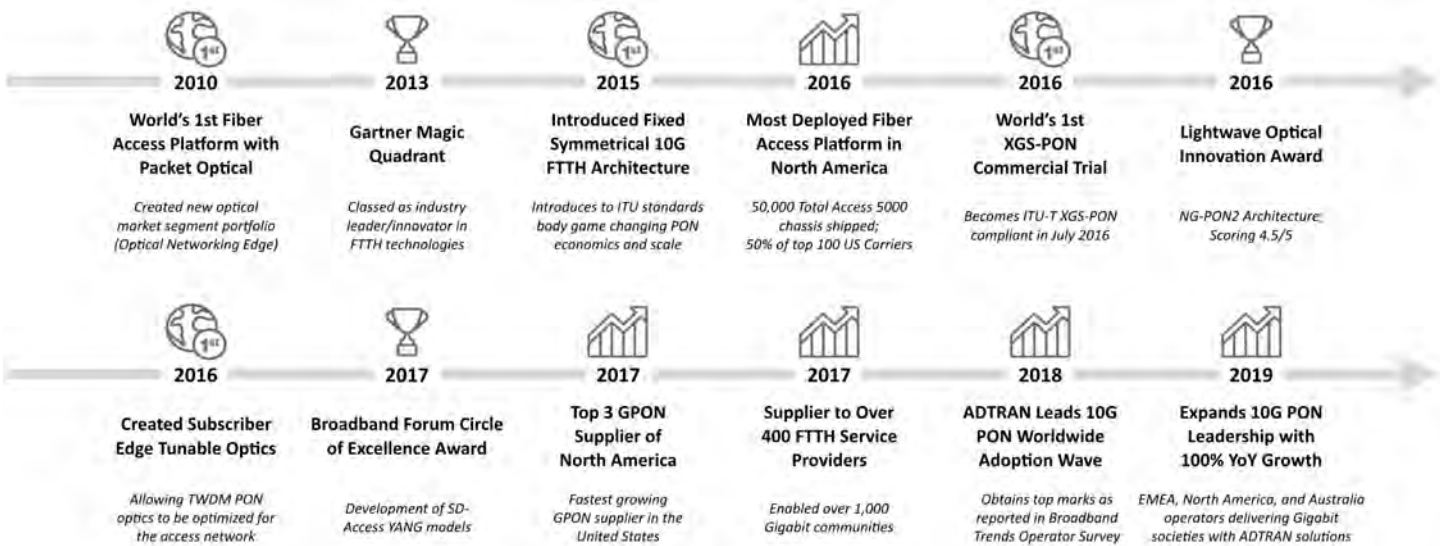 1st
2010
World's 1st Fiber
Access Platform with
Packet Optical
Created new optical
market segment portfolio
(Optical Networking Edge)
2013
Gartner Magic
Quadrant
Classed as industry
leader/innovator in
FTTH technologies
1st
2015
Introduced Fixed
Symmetrical 10G
FTTH Architecture
Introduces to ITU standards
body game changing PON
economics and scale
2016
Most Deployed Fiber
Access Platform in
North America
50,000 Total Access 5000
chassis shipped;
50% of top 100 US Carriers
1st
2016
World's 1st
XGS-PON
Commercial Trial
Becomes ITU-T XGS-PON
compliant in July 2016
2016
Lightwave Optical
Innovation Award
NG-PON2 Architecture;
Scoring 4.5/5
1st
2016
Created Subscriber
Edge Tunable Optics
Allowing TWDM PON
optics to be optimized for
the access network
2017
Broadband Forum Circle
of Excellence Award
Development of SD-
Access YANG models
2017
Top 3 GPON
Supplier of
North America
Fastest growing
GPON supplier in the
United States
2017
Supplier to Over
400 FTTH Service
Providers
Enabled over 1,000
Gigabit communities
2018
ADTRAN Leads 10G
PON Worldwide
Adoption Wave
Obtains top marks as
reported in Broadband
Trends Operator Survey
2019
Expands 10G PON
Leadership with
100% YoY Growth
EMEA, North America, and Australia
operators delivering Gigabit
societies with ADTRAN solutions